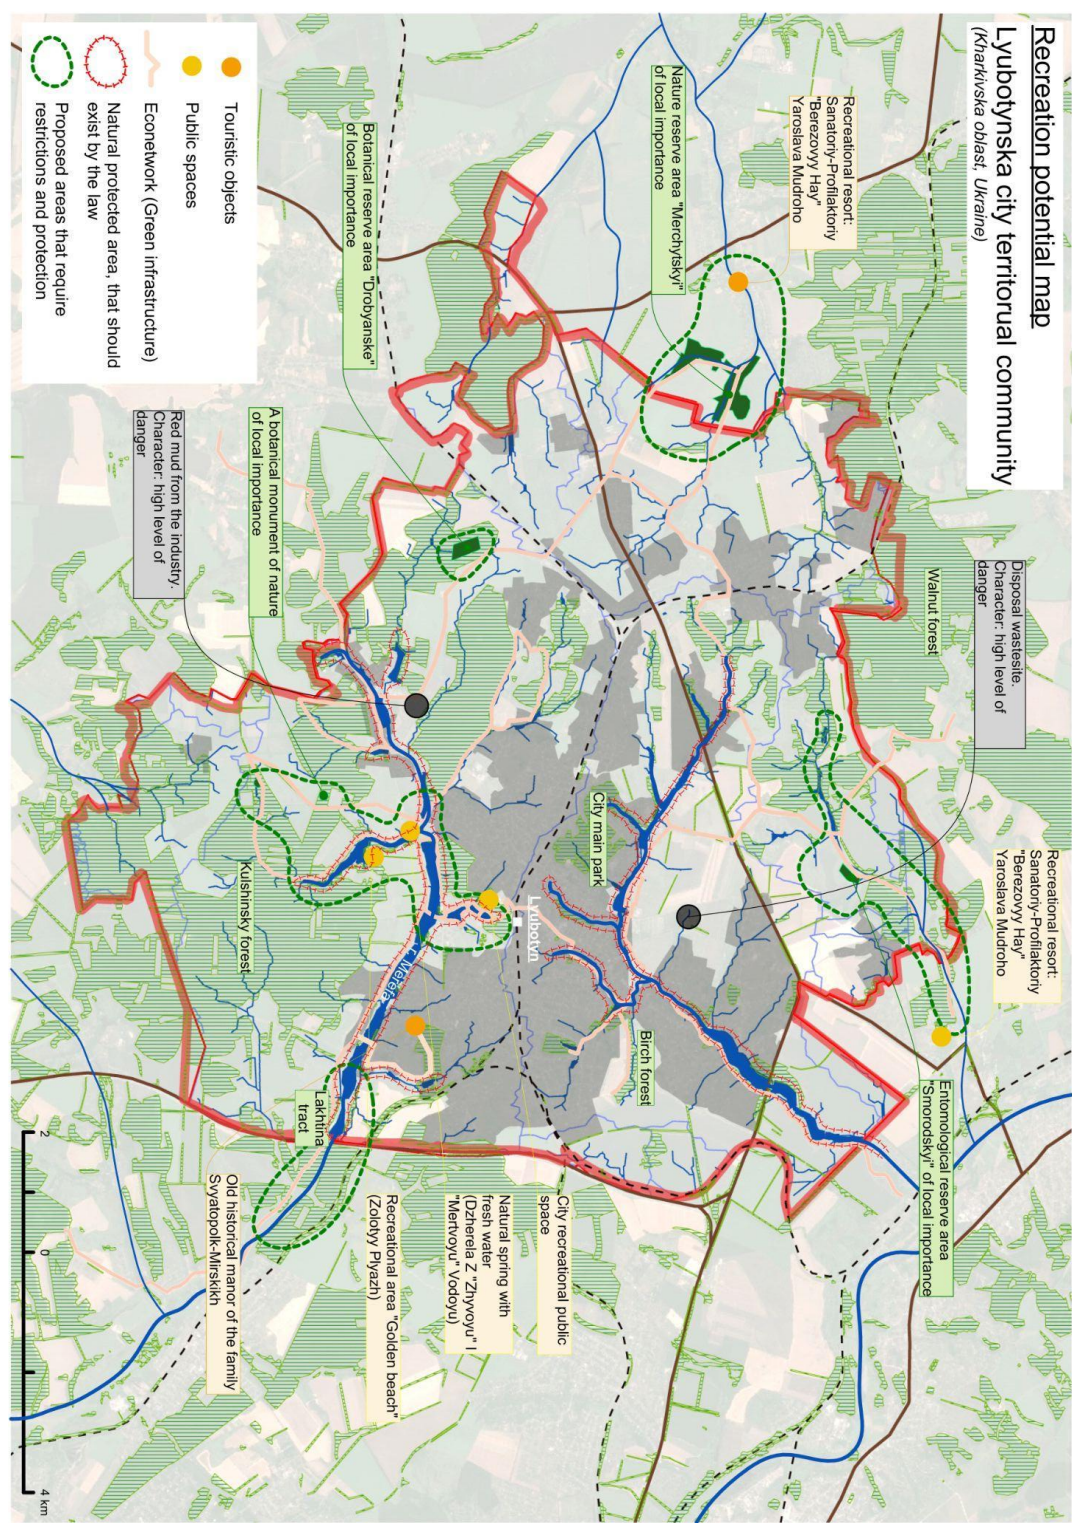 Recreation potential map
Lyubotynska city territorual community
(Kharkivska oblast, Ukraine)
Recreational resort:
Sanatoriy-Profilaktoriy
"Berezovyy Hay"
Yaroslava Mudroho
Nature reserve area "Merchytskyi"
of local importance
Botanical reserve area "Drobyanske"
of local importance
Touristic objects
Public spaces
Econetwork (Green infrastructure)
Natural protected area, that should
exist by the law
Proposed areas that require
restrictions and protection
Disposal wastesite.
Character: high level of
danger
Walnut forest
A botanical monument of nature
of local importance
Red mud from the industry.
Character: high level of
danger
Recreational resort:
Sanatoriy-Profilaktoriy
"Berezovyy Hay"
Yaroslava Mudroho
City main park
Lyubotyn
Kulshinsky forest
r. Merefa
Birch forest
Lakhtina
tract
Entomological reserve area
"Smorodskyi" of local importance
City recreational public
space
Natural spring with
fresh water
(Dzherela Z "Zhyvoyu" I
"Mertvoyu" Vodoyu)
Recreational area "Golden beach"
(Zolotyy Plyazh)
Old historical manor of the family
Svyatopolk-Mirskikh
2
0
4 km